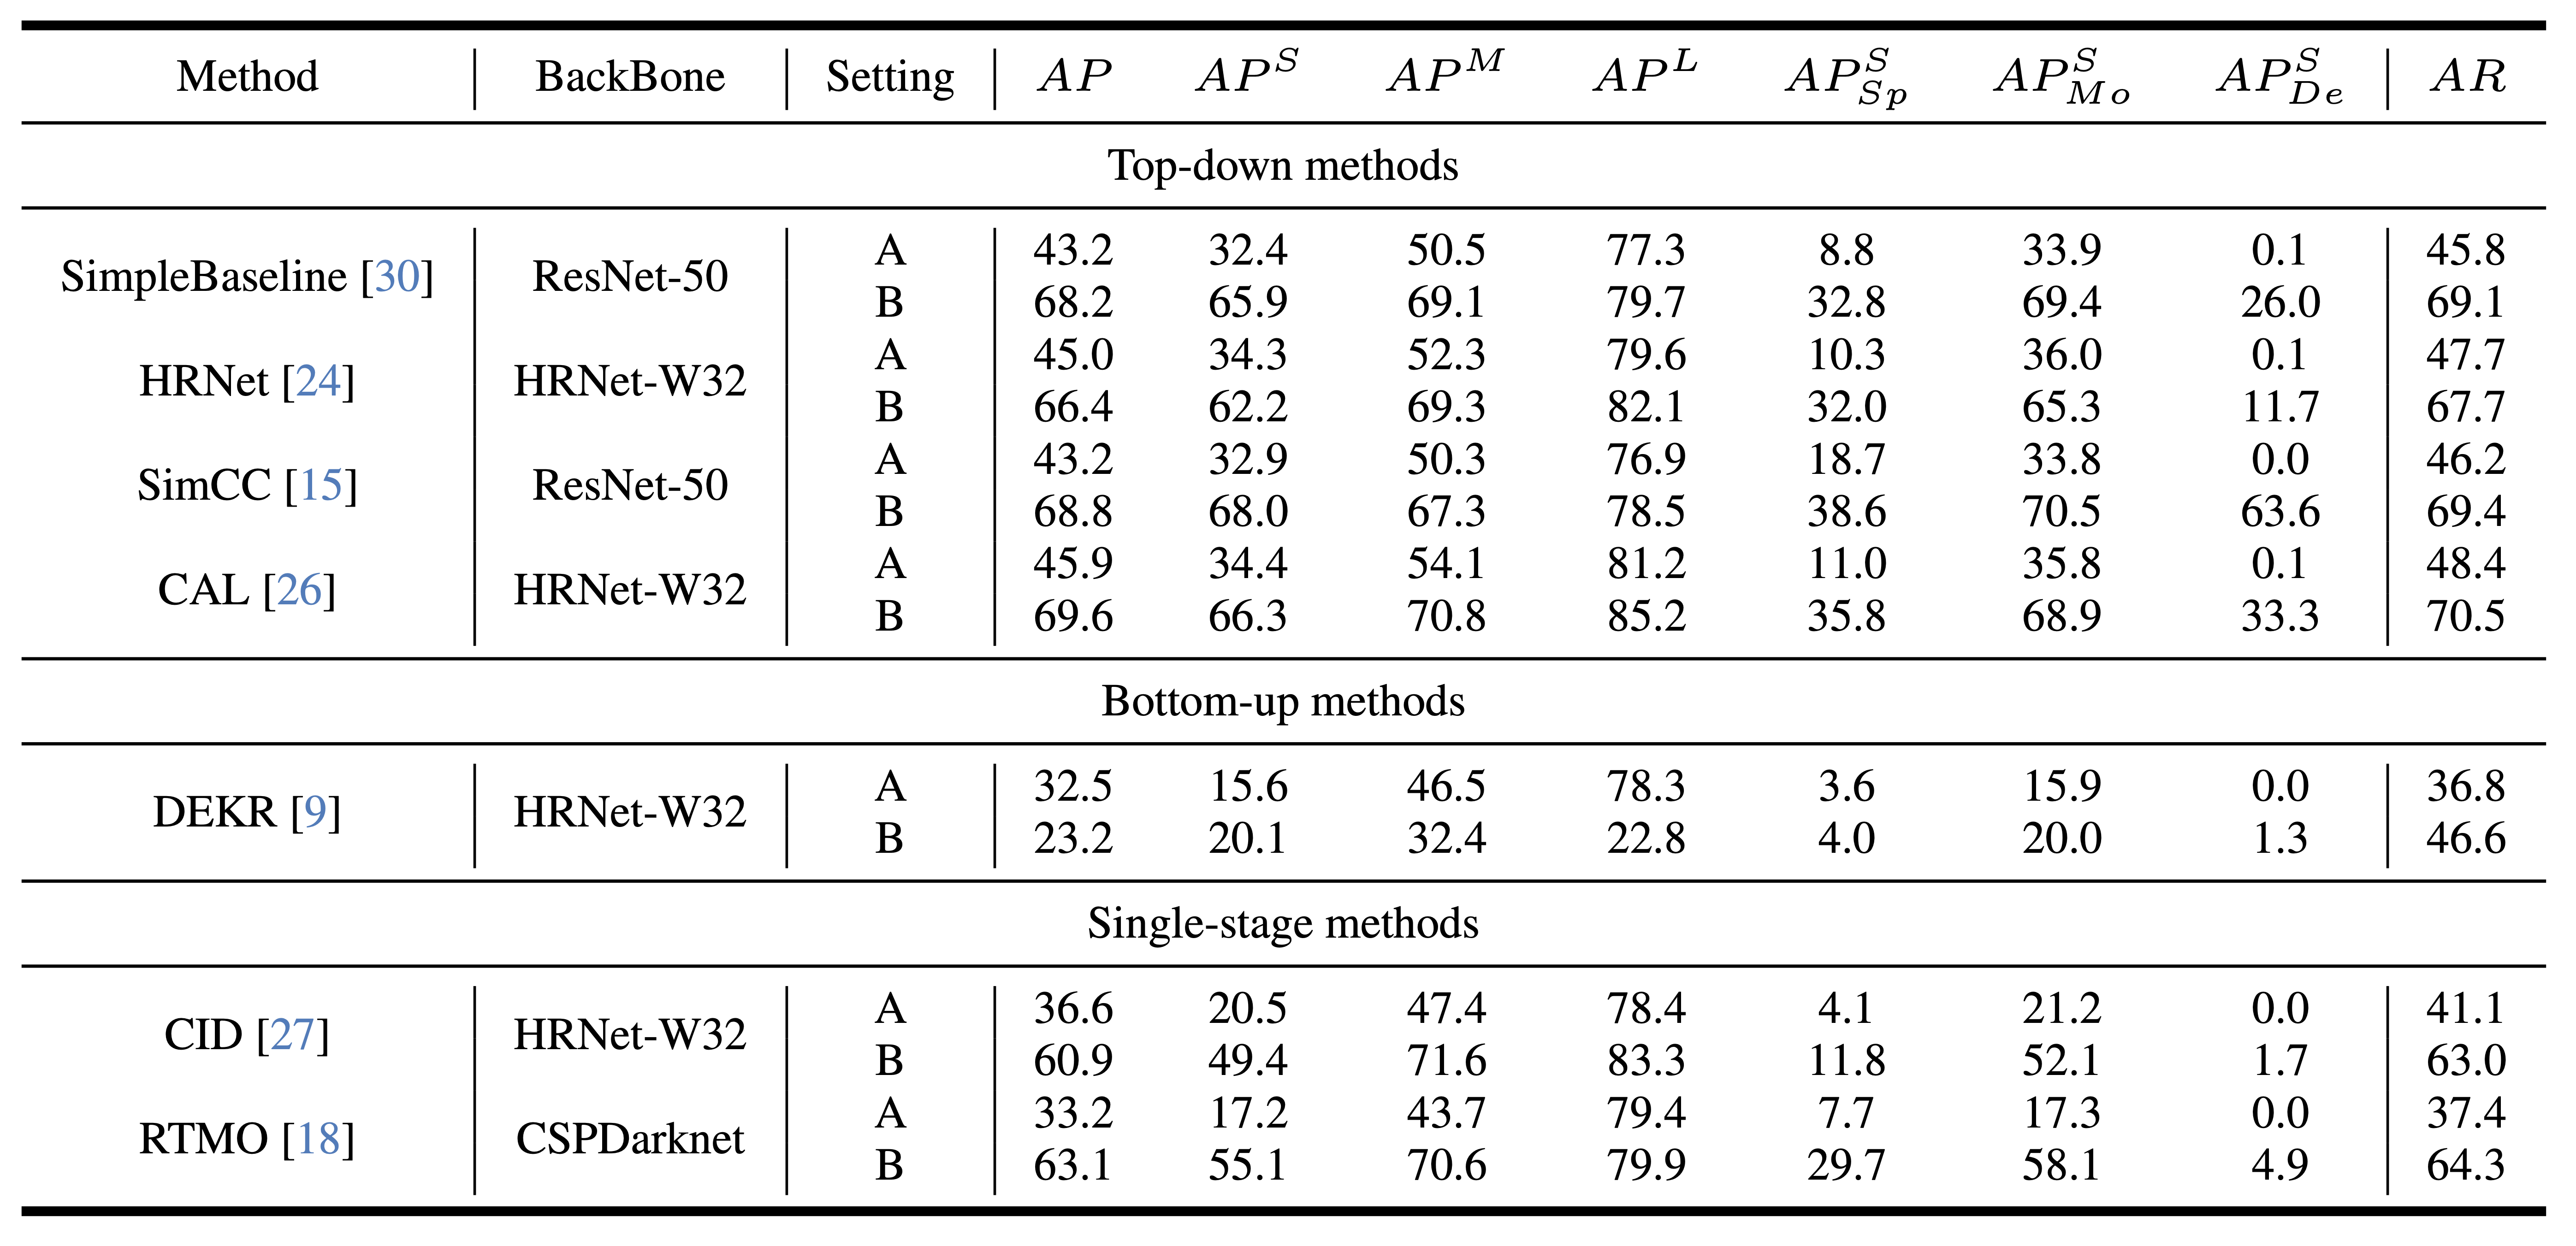 Method BackBone Setting AP AP^S AP^M AP^L AP^S_Sp AP^S_Mo AP^S_De AR
Top-down methods
SimpleBaseline [30] ResNet-50 A 43.2 32.4 50.5 77.3 8.8 33.9 0.1 45.8
B 68.2 65.9 69.1 79.7 32.8 69.4 26.0 69.1
HRNet [24] HRNet-W32 A 45.0 34.3 52.3 79.6 10.3 36.0 0.1 47.7
B 66.4 62.2 69.3 82.1 32.0 65.3 11.7 67.7
SimCC [15] ResNet-50 A 43.2 32.9 50.3 76.9 18.7 33.8 0.0 46.2
B 68.8 68.0 67.3 78.5 38.6 70.5 63.6 69.4
CAL [26] HRNet-W32 A 45.9 34.4 54.1 81.2 11.0 35.8 0.1 48.4
B 69.6 66.3 70.8 85.2 35.8 68.9 33.3 70.5
Bottom-up methods
DEKR [9] HRNet-W32 A 32.5 15.6 46.5 78.3 3.6 15.9 0.0 36.8
B 23.2 20.1 32.4 22.8 4.0 20.0 1.3 46.6
Single-stage methods
CID [27] HRNet-W32 A 36.6 20.5 47.4 78.4 4.1 21.2 0.0 41.1
B 60.9 49.4 71.6 83.3 11.8 52.1 1.7 63.0
RTMO [18] CSPDarknet A 33.2 17.2 43.7 79.4 7.7 17.3 0.0 37.4
B 63.1 55.1 70.6 79.9 29.7 58.1 4.9 64.3